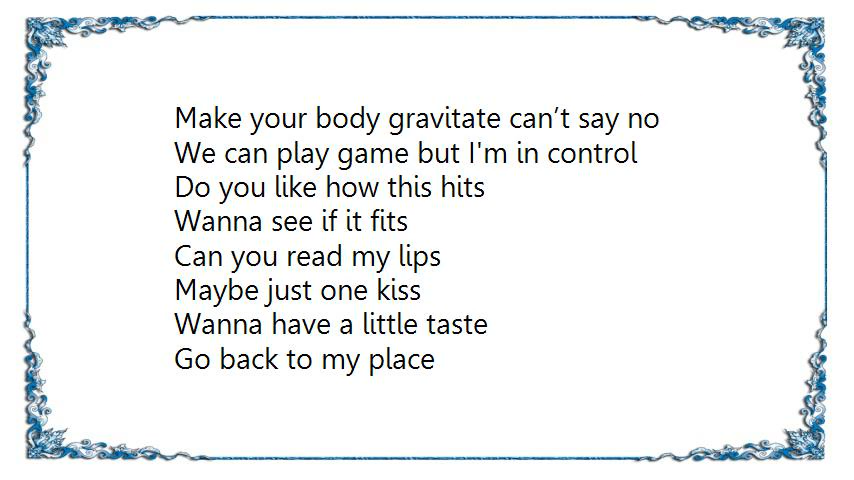 Make your body gravitate can’t say no
We can play game but I'm in control
Do you like how this hits
Wanna see if it fits
Can you read my lips
Maybe just one kiss
Wanna have a little taste
Go back to my place